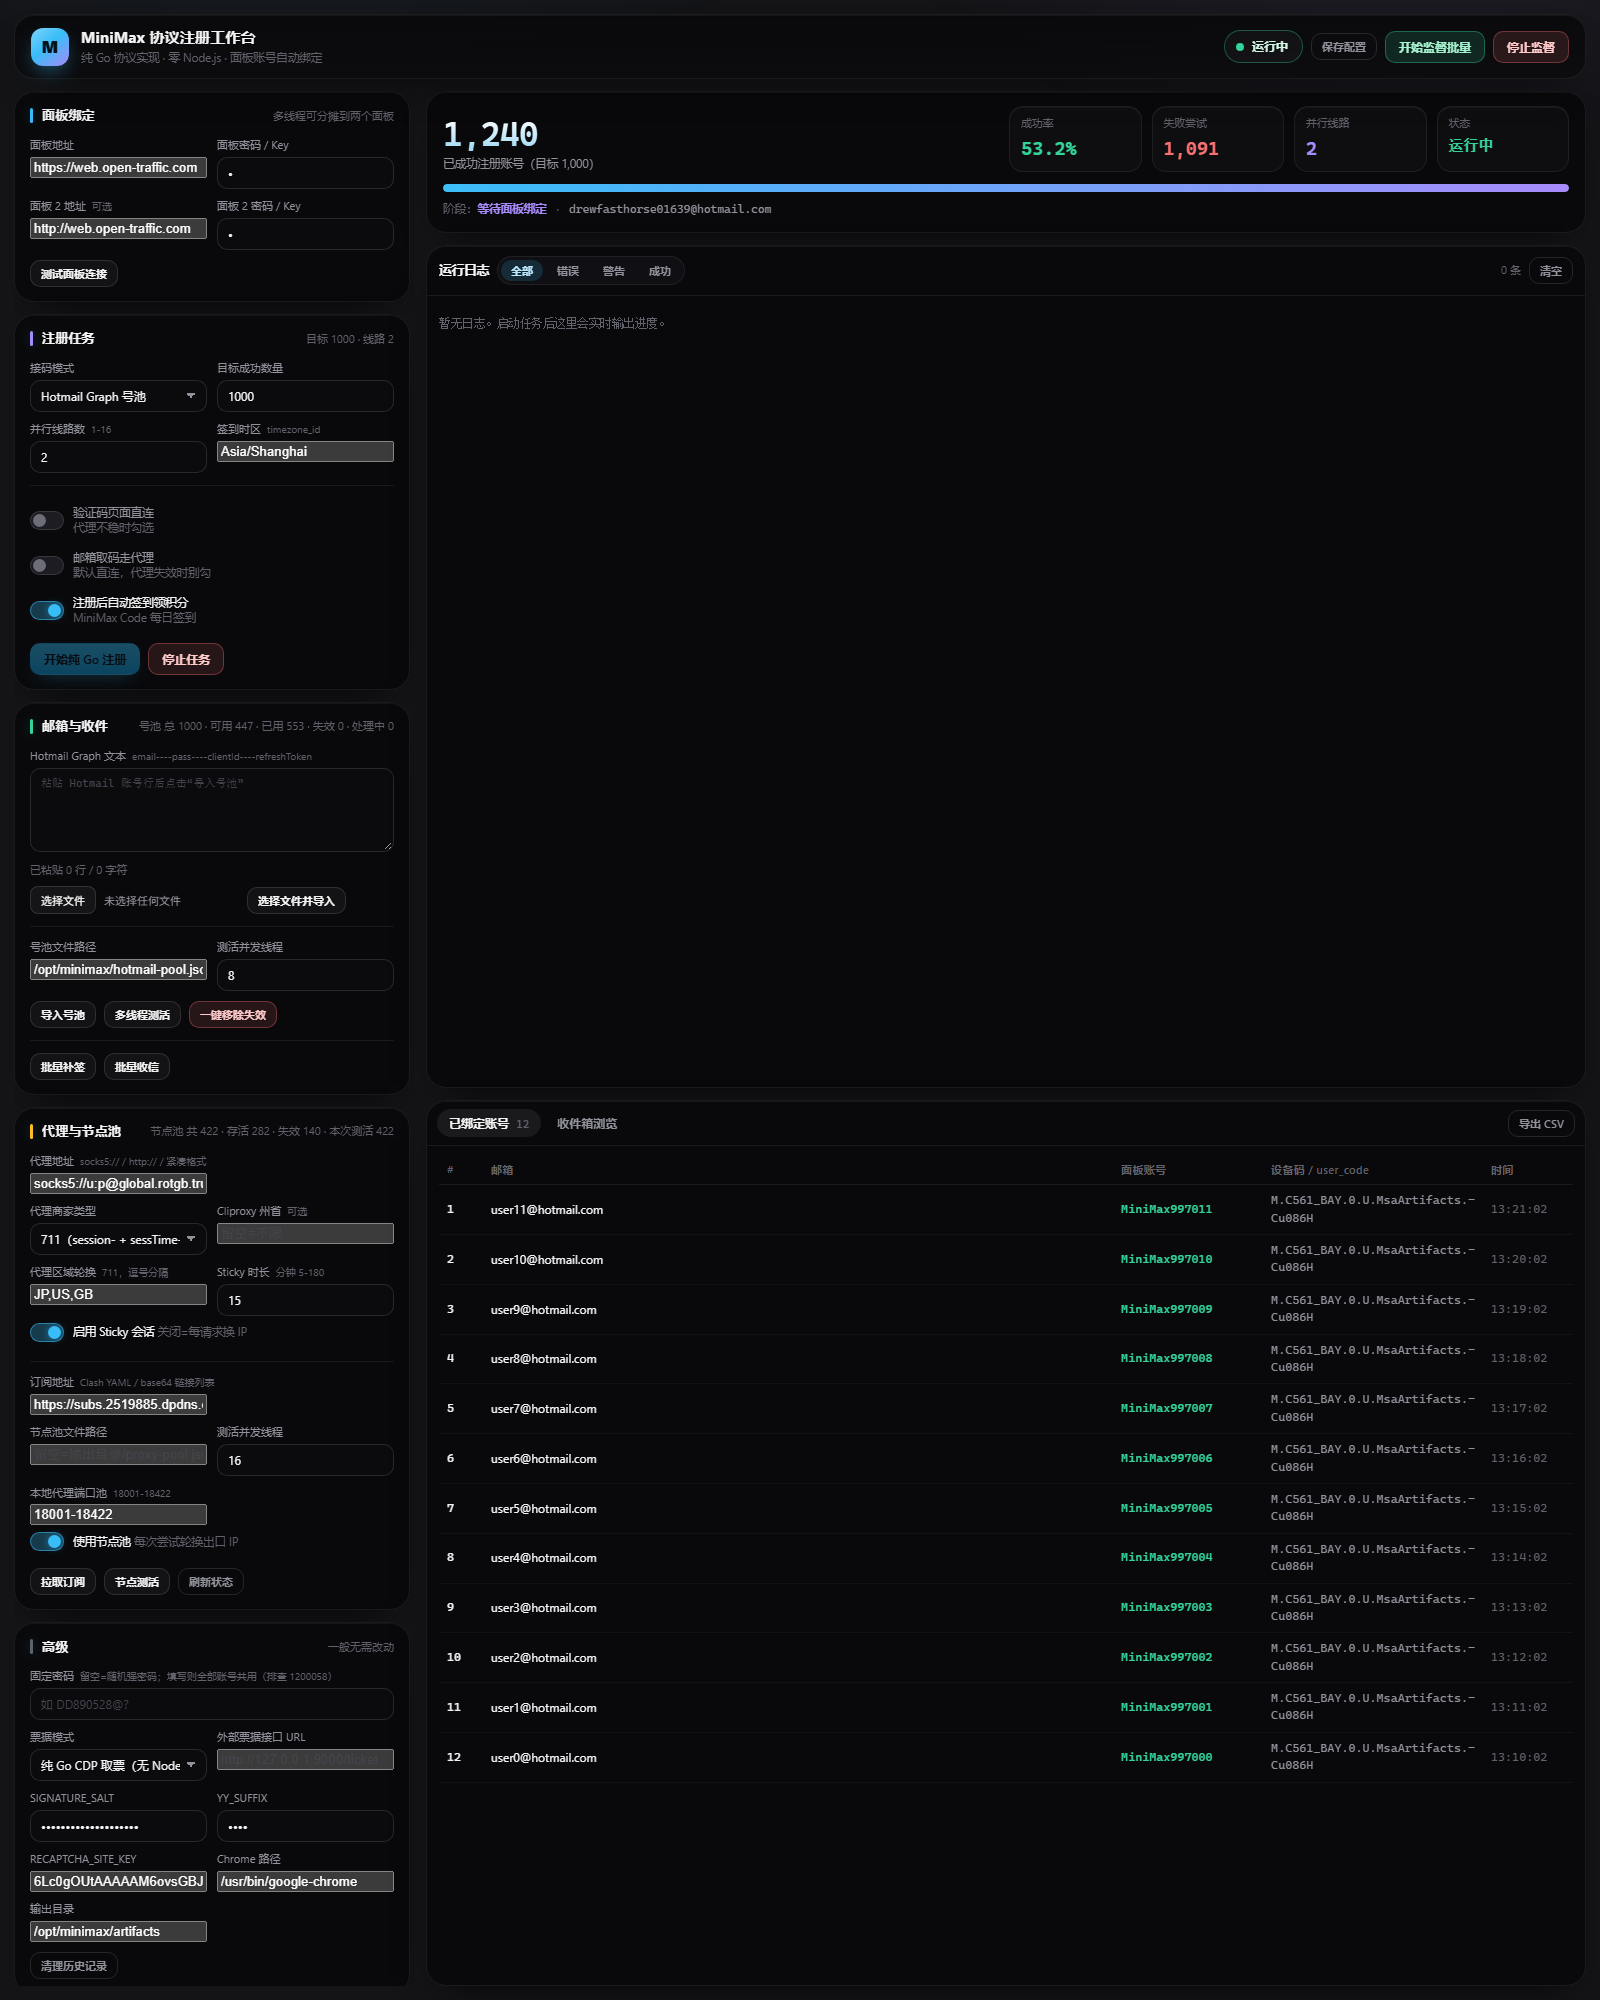 M
MiniMax 协议注册工作台
纯 Go 协议实现 · 零 Node.js · 面板账号自动绑定
运行中
保存配置
开始监督批量
停止监督
面板绑定
多线程可分摊到两个面板
面板地址
面板密码 / Key
https://web.open-traffic.com
•
面板 2 地址 可选
面板 2 密码 / Key
http://web.open-traffic.com
•
测试面板连接
注册任务
目标 1000 · 线路 2
接码模式
目标成功数量
Hotmail Graph 号池
1000
并行线路数 1-16
签到时区 timezone_id
2
Asia/Shanghai
验证码页面直连
代理不稳时勾选
邮箱取码走代理
默认直连，代理失效时别勾
注册后自动签到领积分
MiniMax Code 每日签到
开始纯 Go 注册
停止任务
邮箱与收件
号池 总 1000 · 可用 447 · 已用 553 · 失效 0 · 处理中 0
Hotmail Graph 文本 email----pass----clientId----refreshToken
粘贴 Hotmail 账号行后点击“导入号池”
已粘贴 0 行 / 0 字符
选择文件
未选择任何文件
选择文件并导入
号池文件路径
测活并发线程
/opt/minimax/hotmail-pool.jsc
8
导入号池
多线程测活
一键移除失效
批量补签
批量收信
代理与节点池
节点池 共 422 · 存活 282 · 失效 140 · 本次测活 422
代理地址 socks5:// / http:// / 紧凑格式
socks5://u:p@global.rotgb.tru
代理商家类型
Cliproxy 州省 可选
711（session- + sessTime-
留空=不限
代理区域轮换 711，逗号分隔
Sticky 时长 分钟 5-180
JP,US,GB
15
启用 Sticky 会话 关闭=每请求换 IP
订阅地址 Clash YAML / base64 链接列表
https://subs.2519885.dpdns.
节点池文件路径
测活并发线程
留空=输出目录/proxy-pool.js
16
本地代理端口池 18001-18422
18001-18422
使用节点池 每次尝试轮换出口 IP
拉取订阅
节点测活
刷新状态
高级
一般无需改动
固定密码 留空=随机强密码；填写则全部账号共用（排查 1200058）
如 DD890528@?
票据模式
外部票据接口 URL
纯 Go CDP 取票（无 Node
http://127.0.0.1:9000/ticket
SIGNATURE_SALT
YY_SUFFIX
••••••••••••••••••••
••••
RECAPTCHA_SITE_KEY
Chrome 路径
6Lc0gOUtAAAAAM6ovsGBJ
/usr/bin/google-chrome
输出目录
/opt/minimax/artifacts
清理历史记录
1,240
已成功注册账号（目标 1,000）
成功率
53.2%
失败尝试
1,091
并行线路
2
状态
运行中
阶段: 等待面板绑定 · drewfasthorse01639@hotmail.com
运行日志
全部
错误
警告
成功
0 条
清空
暂无日志。启动任务后这里会实时输出进度。
已绑定账号 12
收件箱浏览
导出 CSV
# 邮箱 面板账号 设备码 / user_code 时间
1 user11@hotmail.com MiniMax997011 M.C561_BAY.0.U.MsaArtifacts.-Cu086H 13:21:02
2 user10@hotmail.com MiniMax997010 M.C561_BAY.0.U.MsaArtifacts.-Cu086H 13:20:02
3 user9@hotmail.com MiniMax997009 M.C561_BAY.0.U.MsaArtifacts.-Cu086H 13:19:02
4 user8@hotmail.com MiniMax997008 M.C561_BAY.0.U.MsaArtifacts.-Cu086H 13:18:02
5 user7@hotmail.com MiniMax997007 M.C561_BAY.0.U.MsaArtifacts.-Cu086H 13:17:02
6 user6@hotmail.com MiniMax997006 M.C561_BAY.0.U.MsaArtifacts.-Cu086H 13:16:02
7 user5@hotmail.com MiniMax997005 M.C561_BAY.0.U.MsaArtifacts.-Cu086H 13:15:02
8 user4@hotmail.com MiniMax997004 M.C561_BAY.0.U.MsaArtifacts.-Cu086H 13:14:02
9 user3@hotmail.com MiniMax997003 M.C561_BAY.0.U.MsaArtifacts.-Cu086H 13:13:02
10 user2@hotmail.com MiniMax997002 M.C561_BAY.0.U.MsaArtifacts.-Cu086H 13:12:02
11 user1@hotmail.com MiniMax997001 M.C561_BAY.0.U.MsaArtifacts.-Cu086H 13:11:02
12 user0@hotmail.com MiniMax997000 M.C561_BAY.0.U.MsaArtifacts.-Cu086H 13:10:02